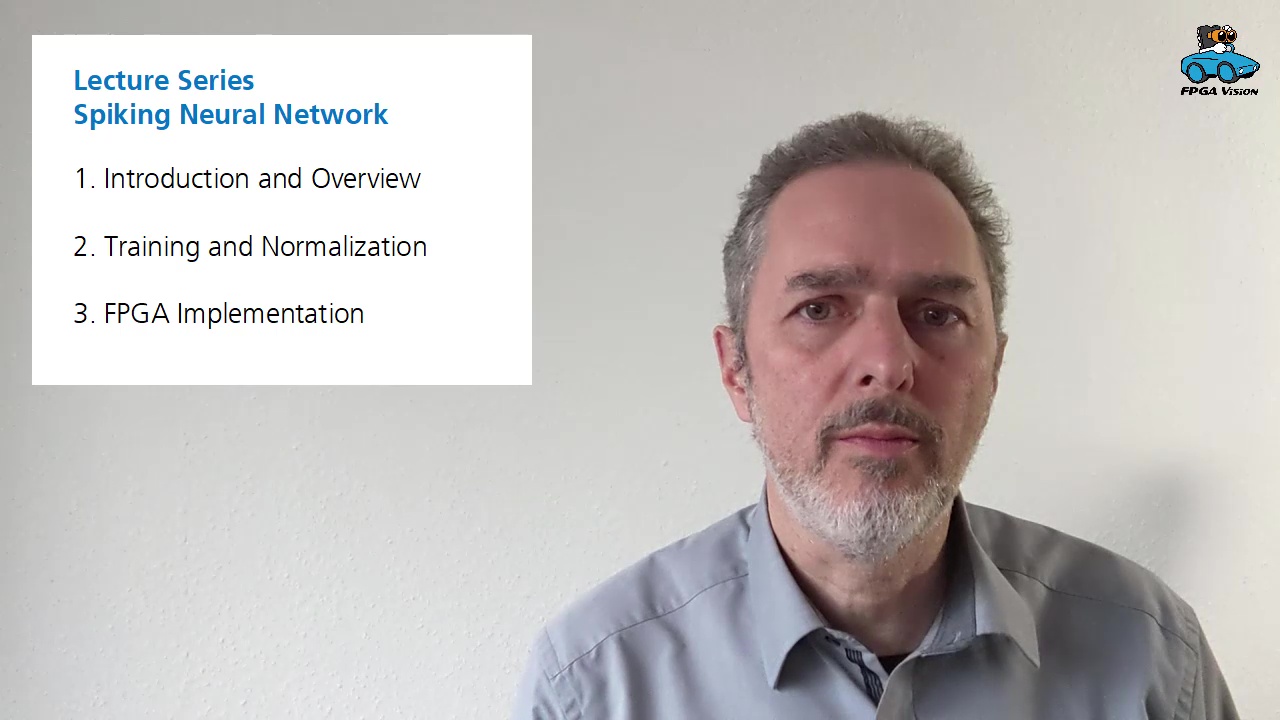 Lecture Series
Spiking Neural Network
1. Introduction and Overview
2. Training and Normalization
3. FPGA Implementation
FPGA Vision